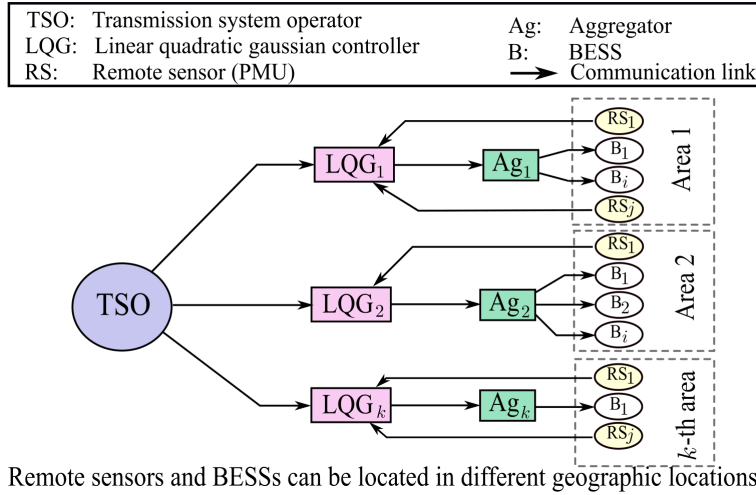 TSO: Transmission system operator
LQG: Linear quadratic gaussian controller
RS: Remote sensor (PMU)
Ag: Aggregator
B: BESS
Communication link
TSO
LQG1
Ag1
RS1
B1
Bi
RSj
Area 1
LQG2
Ag2
RS1
B1
B2
Bi
Area 2
LQGk
Agk
RS1
B1
RSj
k-th area
Remote sensors and BESSs can be located in different geographic locations